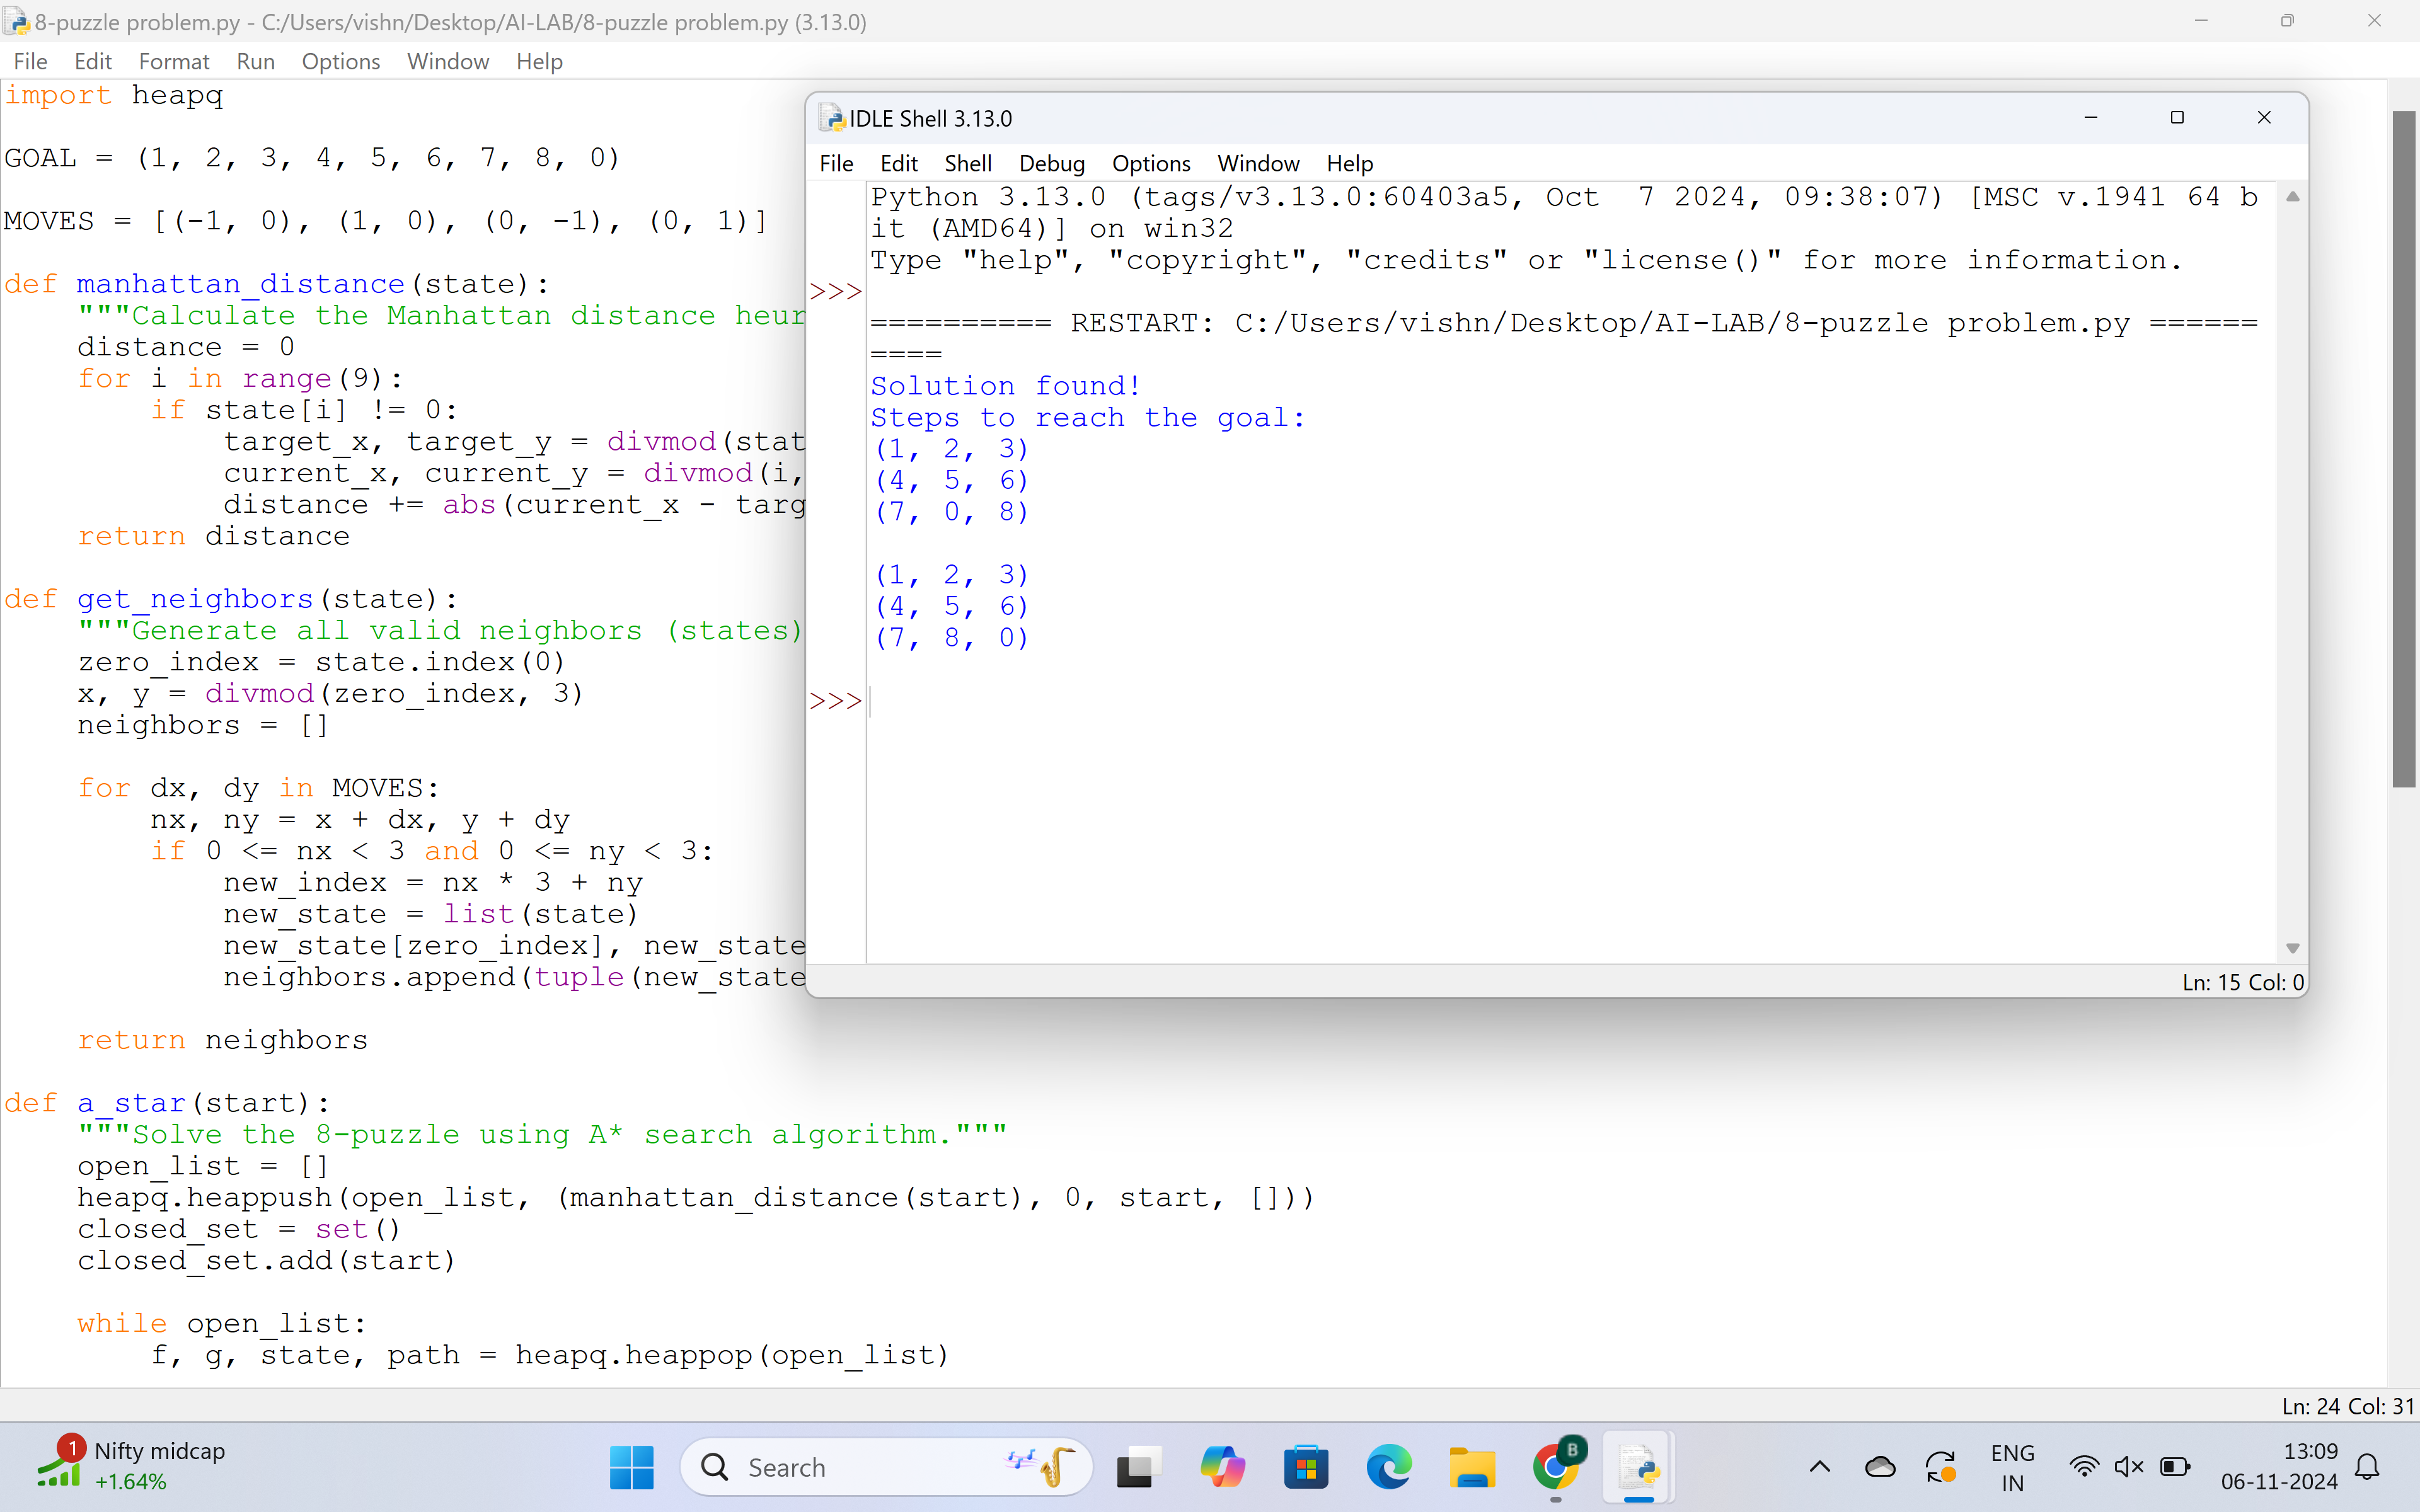 8-puzzle problem.py - C:/Users/vishn/Desktop/AI-LAB/8-puzzle problem.py (3.13.0)
File Edit Format Run Options Window Help
import heapq
GOAL = (1, 2, 3, 4, 5, 6, 7, 8, 0)
MOVES = [(-1, 0), (1, 0), (0, -1), (0, 1)]
def manhattan_distance(state):
    """Calculate the Manhattan distance heur
    distance = 0
    for i in range(9):
        if state[i] != 0:
            target_x, target_y = divmod(stat
            current_x, current_y = divmod(i,
            distance += abs(current_x - targ
    return distance
def get_neighbors(state):
    """Generate all valid neighbors (states)
    zero_index = state.index(0)
    x, y = divmod(zero_index, 3)
    neighbors = []
    for dx, dy in MOVES:
        nx, ny = x + dx, y + dy
        if 0 <= nx < 3 and 0 <= ny < 3:
            new_index = nx * 3 + ny
            new_state = list(state)
            new_state[zero_index], new_state
            neighbors.append(tuple(new_state
    return neighbors
def a_star(start):
    """Solve the 8-puzzle using A* search algorithm."""
    open_list = []
    heapq.heappush(open_list, (manhattan_distance(start), 0, start, []))
    closed_set = set()
    closed_set.add(start)
    while open_list:
        f, g, state, path = heapq.heappop(open_list)
Ln: 24 Col: 31
IDLE Shell 3.13.0
File Edit Shell Debug Options Window Help
Python 3.13.0 (tags/v3.13.0:60403a5, Oct  7 2024, 09:38:07) [MSC v.1941 64 b
it (AMD64)] on win32
Type "help", "copyright", "credits" or "license()" for more information.
>>>
========== RESTART: C:/Users/vishn/Desktop/AI-LAB/8-puzzle problem.py ======
====
Solution found!
Steps to reach the goal:
(1, 2, 3)
(4, 5, 6)
(7, 0, 8)
(1, 2, 3)
(4, 5, 6)
(7, 8, 0)
>>>
Ln: 15 Col: 0
1
Nifty midcap
+1.64%
Search
B
ENG
IN
13:09
06-11-2024